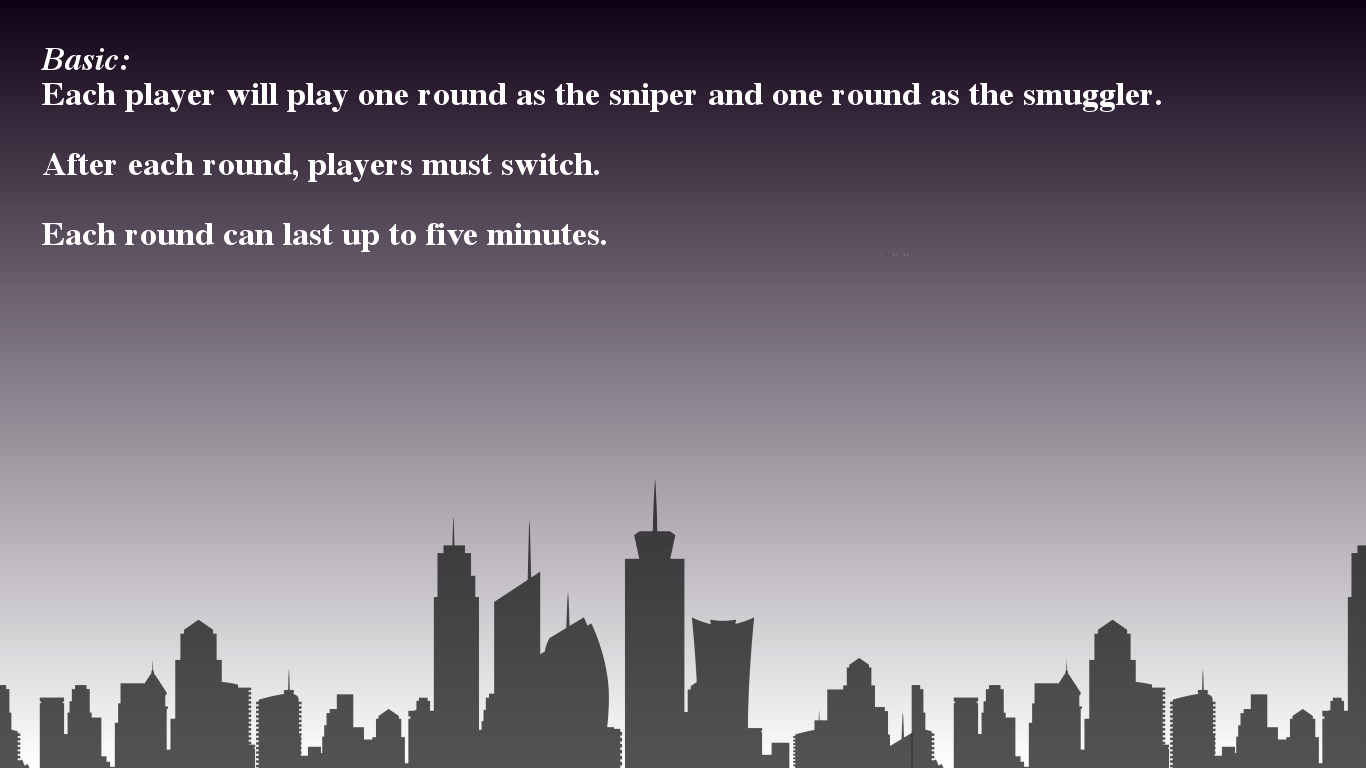 Basic:
Each player will play one round as the sniper and one round as the smuggler.
After each round, players must switch.
Each round can last up to five minutes.